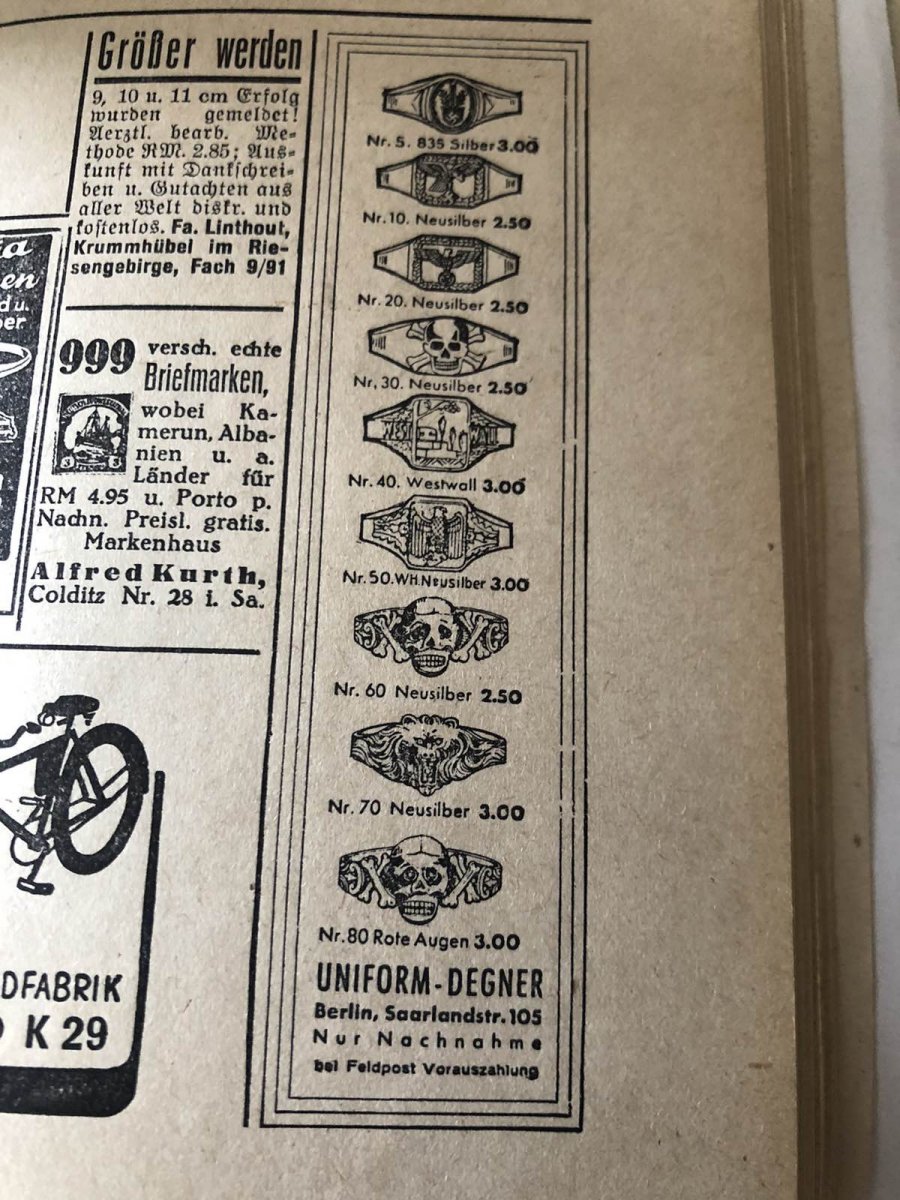 Größer werden
9, 10 u. 11 cm Erfolg
wurden gemeldet!
Aerztl. bearb. Me-
thode RM. 2.85; Aus-
kunft mit Dankschrei-
ben u. Gutachten aus
aller Welt diskr. und
kostenlos. Fa. Linthout,
Krummhübel im Rie-
sengebirge, Fach 9/91
999 versch. echte
Briefmarken,
wobei Ka-
merun, Alba-
nien u. a.
Länder für
RM 4.95 u. Porto p.
Nachn. Preisl. gratis.
Markenhaus
Alfred Kurth,
Colditz Nr. 28 i. Sa.
3 3
DFABRIK
K 29
Nr. 5. 835 Silber 3.00
Nr. 10. Neusilber 2.50
Nr. 20. Neusilber 2.50
Nr. 30. Neusilber 2.50
WEST WALL
Nr. 40. Westwall 3.00
Nr. 50. WH. Neusilber 3.00
Nr. 60 Neusilber 2.50
Nr. 70 Neusilber 3.00
Nr. 80 Rote Augen 3.00
UNIFORM-DEGNER
Berlin, Saarlandstr. 105
Nur Nachnahme
bei Feldpost Vorauszahlung